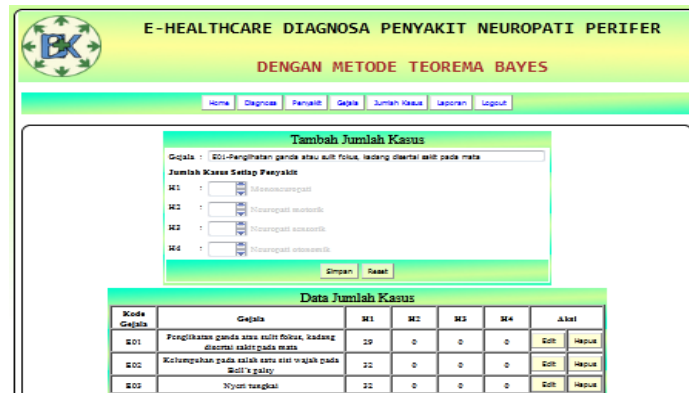 BK
E-HEALTHCARE DIAGNOSA PENYAKIT NEUROPATI PERIFER
DENGAN METODE TEOREMA BAYES
Home Diagnosa Penyakit Gejala Jumlah Kasus Laporan Logout
Tambah Jumlah Kasus
Gejala : E01-Penglihatan ganda atau sulit fokus, kadang disertai sakit pada mata
Jumlah Kasus Setiap Penyakit
H1 : Mononeuropati
H2 : Neuropati motorik
H3 : Neuropati sensorik
H4 : Neuropati otonomik
Simpan Reset
Data Jumlah Kasus
Kode Gejala Gejala H1 H2 H3 H4 Aksi
E01 Penglihatan ganda atau sulit fokus, kadang disertai sakit pada mata 29 0 0 0 Edit Hapus
E02 Kelumpuhan pada salah satu sisi wajah pada Bell's palsy 32 0 0 0 Edit Hapus
E03 Nyeri tungkai 32 0 0 0 Edit Hapus